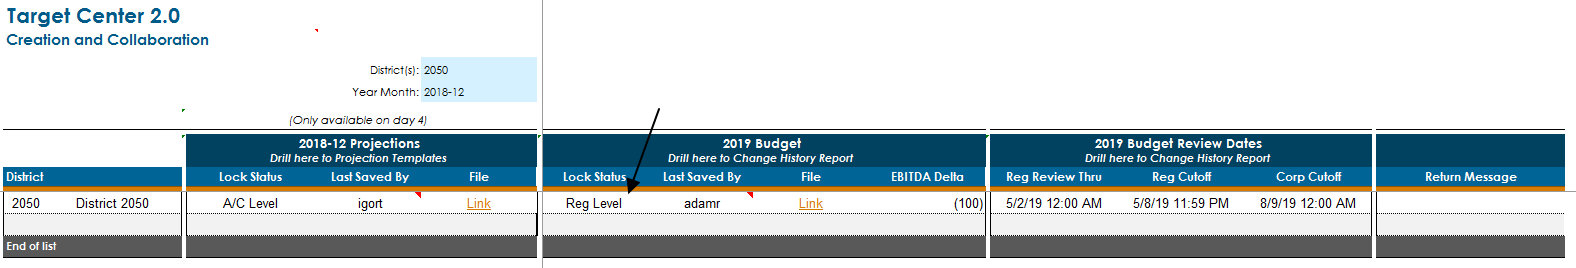 Target Center 2.0
Creation and Collaboration
District(s): 2050
Year Month: 2018-12
(Only available on day 4)
2018-12 Projections 2019 Budget 2019 Budget Review Dates
Drill here to Projection Templates Drill here to Change History Report Drill here to Change History Report
District Lock Status Last Saved By File Lock Status Last Saved By File EBITDA Delta Reg Review Thru Reg Cutoff Corp Cutoff Return Message
2050 District 2050 A/C Level igort Link Reg Level adamr Link (100) 5/2/19 12:00 AM 5/8/19 11:59 PM 8/9/19 12:00 AM
End of list